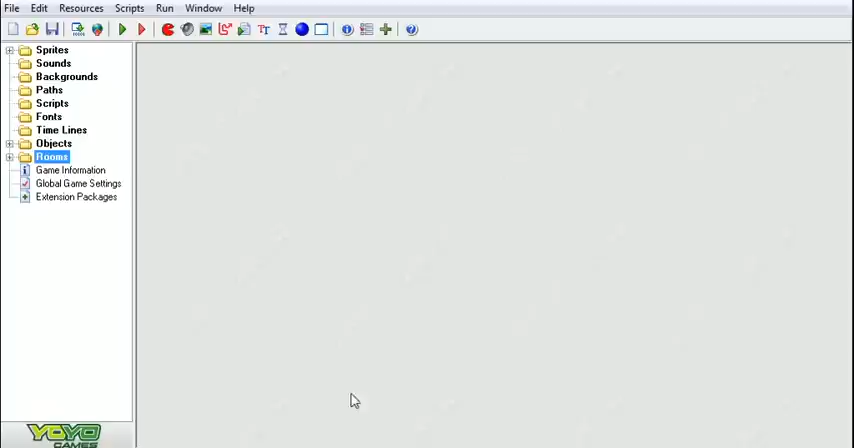 File Edit Resources Scripts Run Window Help
Sprites
Sounds
Backgrounds
Paths
Scripts
Fonts
Time Lines
Objects
Rooms
Game Information
Global Game Settings
Extension Packages
YOYO
GAMES